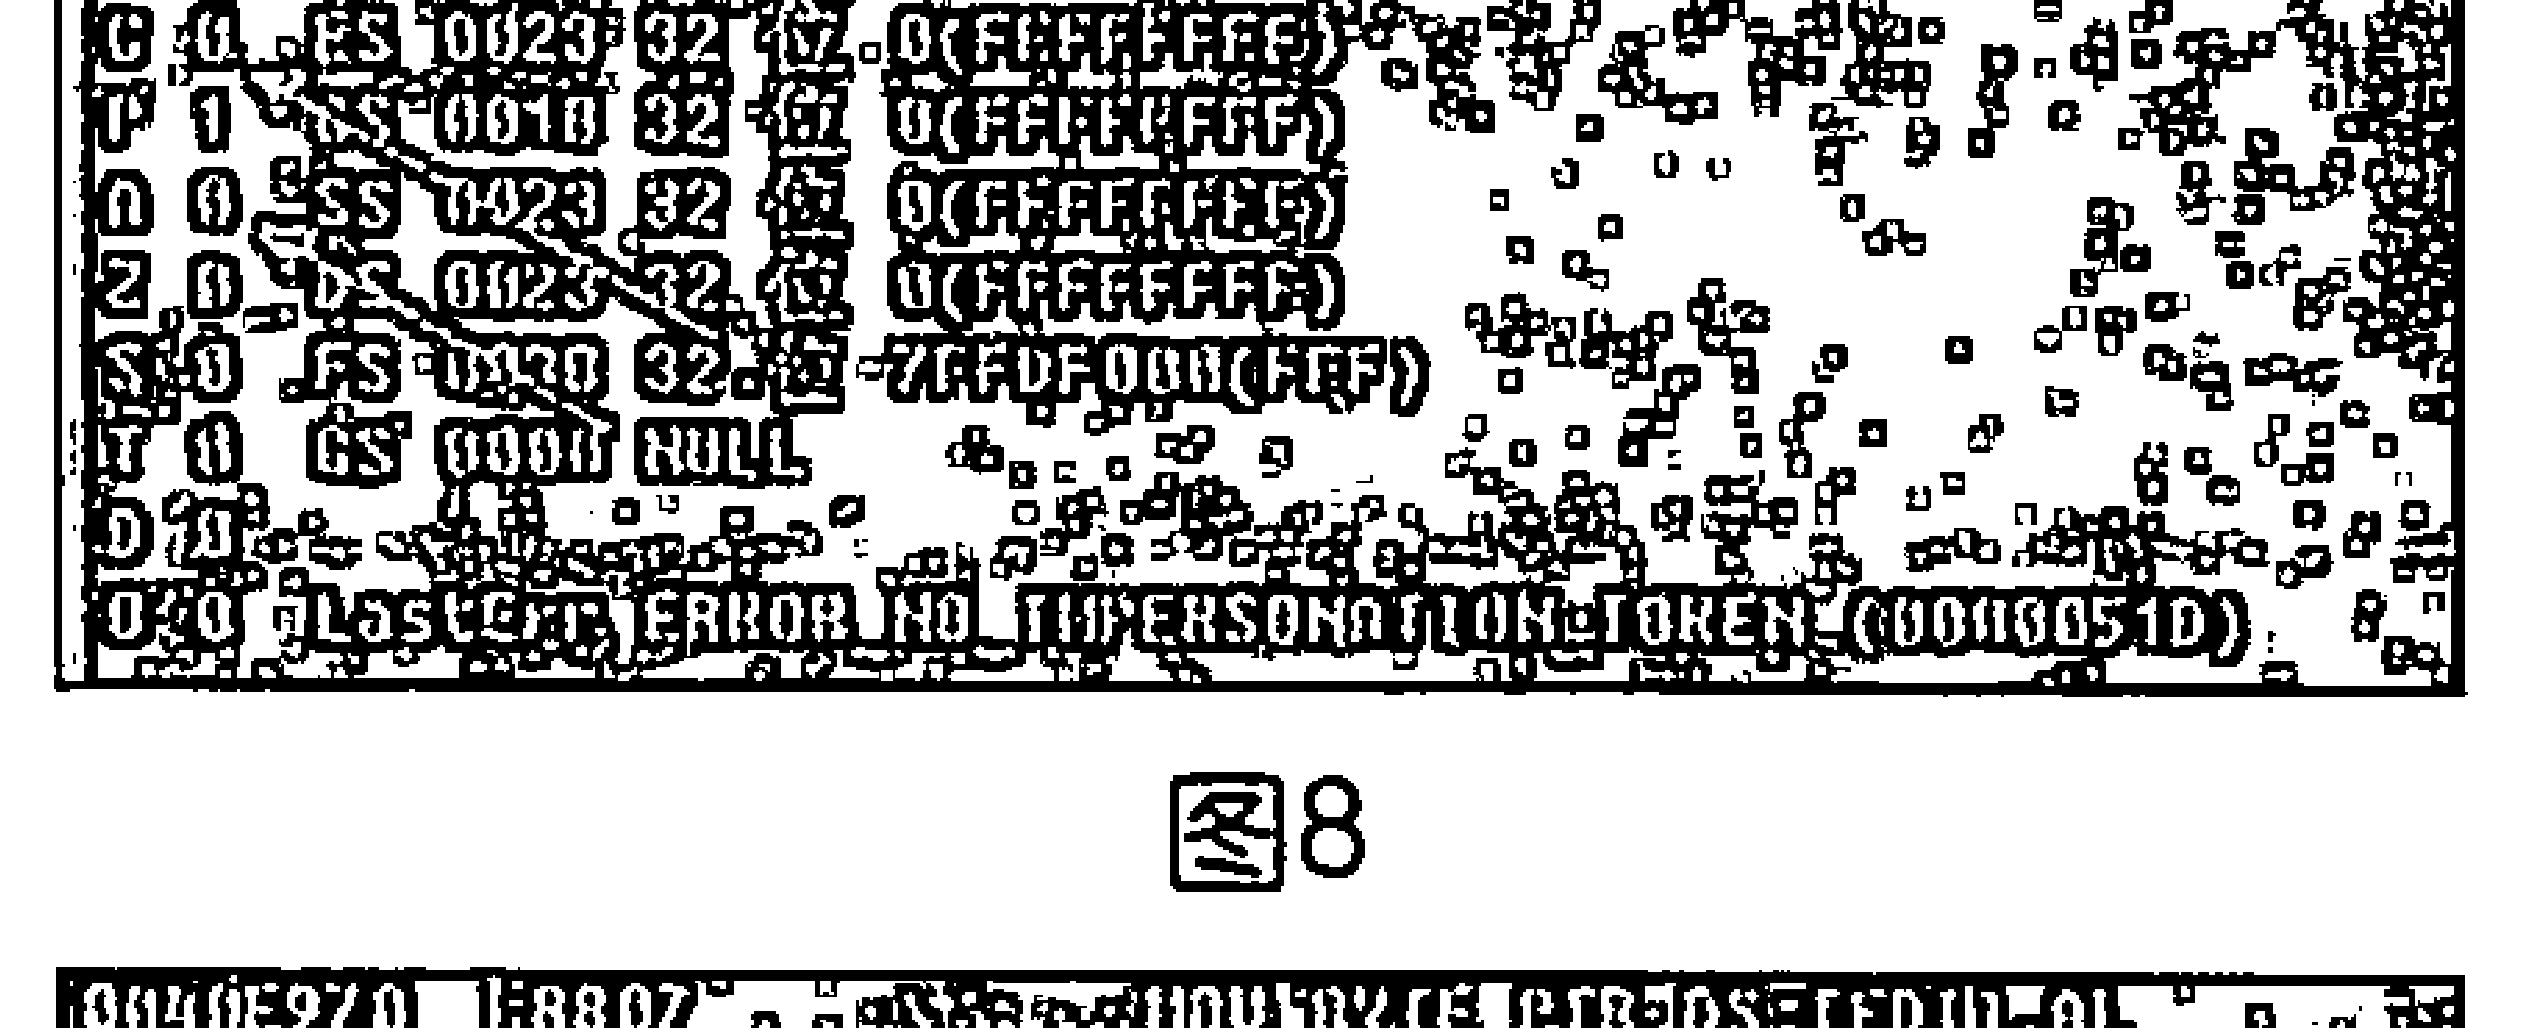 C 0 ES 0023 32 位 0(FFFFFFFF)
P 1 CS 001B 32 位 0(FFFFFFFF)
A 0 SS 0023 32 位 0(FFFFFFFF)
Z 0 DS 0023 32 位 0(FFFFFFFF)
S 0 FS 32 位 7FFDF000(FFF)
T 0 GS 0000 NULL
D 0
O 0 LastErr ERROR_NO_IMPERSONATION_TOKEN (0000051D)
图8